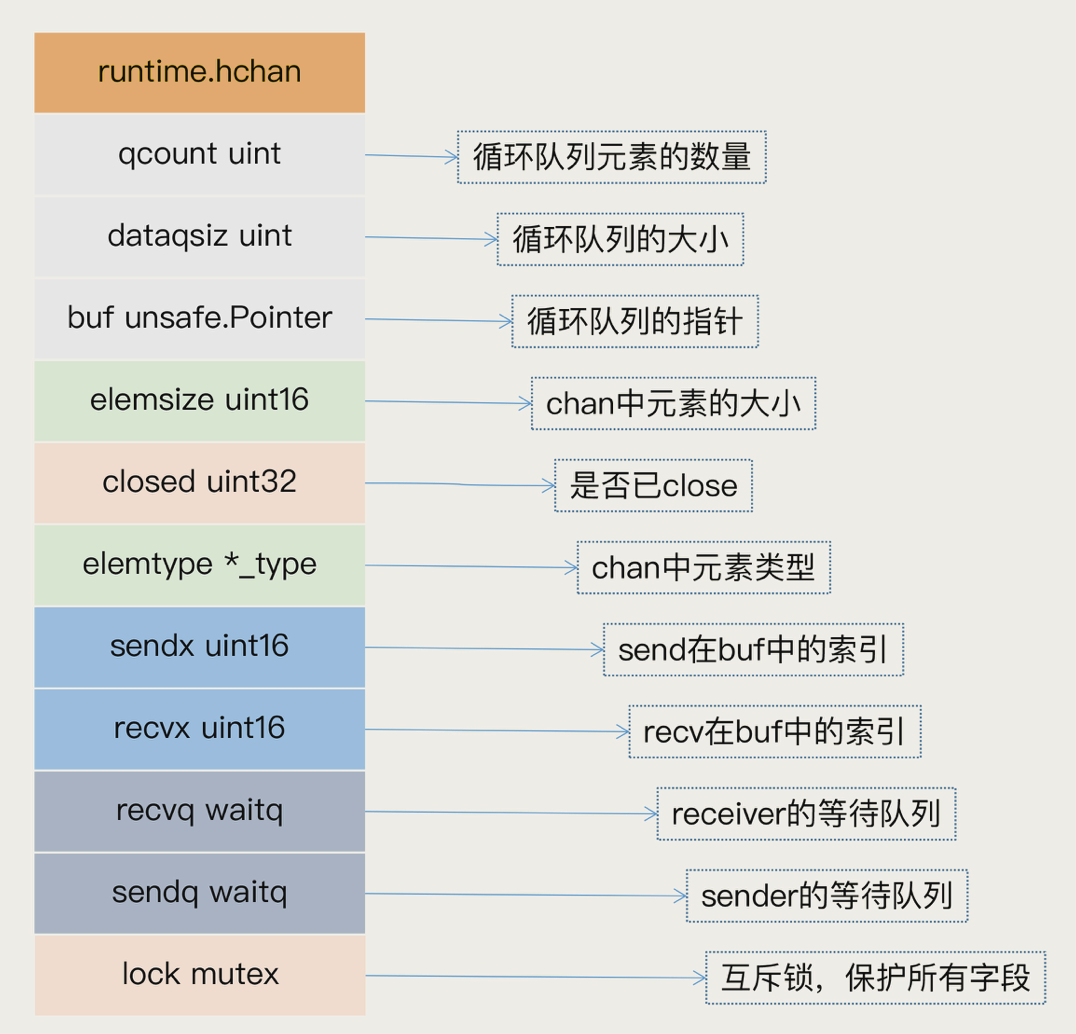 runtime.hchan
qcount uint
循环队列元素的数量
dataqsiz uint
循环队列的大小
buf unsafe.Pointer
循环队列的指针
elemsize uint16
chan中元素的大小
closed uint32
是否已close
elemtype *_type
chan中元素类型
sendx uint16
send在buf中的索引
recvx uint16
recv在buf中的索引
recvq waitq
receiver的等待队列
sendq waitq
sender的等待队列
lock mutex
互斥锁，保护所有字段